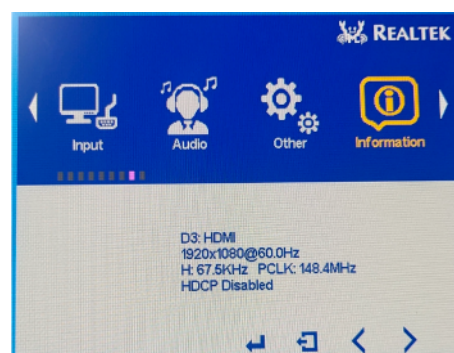 REALTEK
Input
Audio
Other
Information
D3: HDMI
1920x1080@60.0Hz
H: 67.5KHz PCLK: 148.4MHz
HDCP Disabled